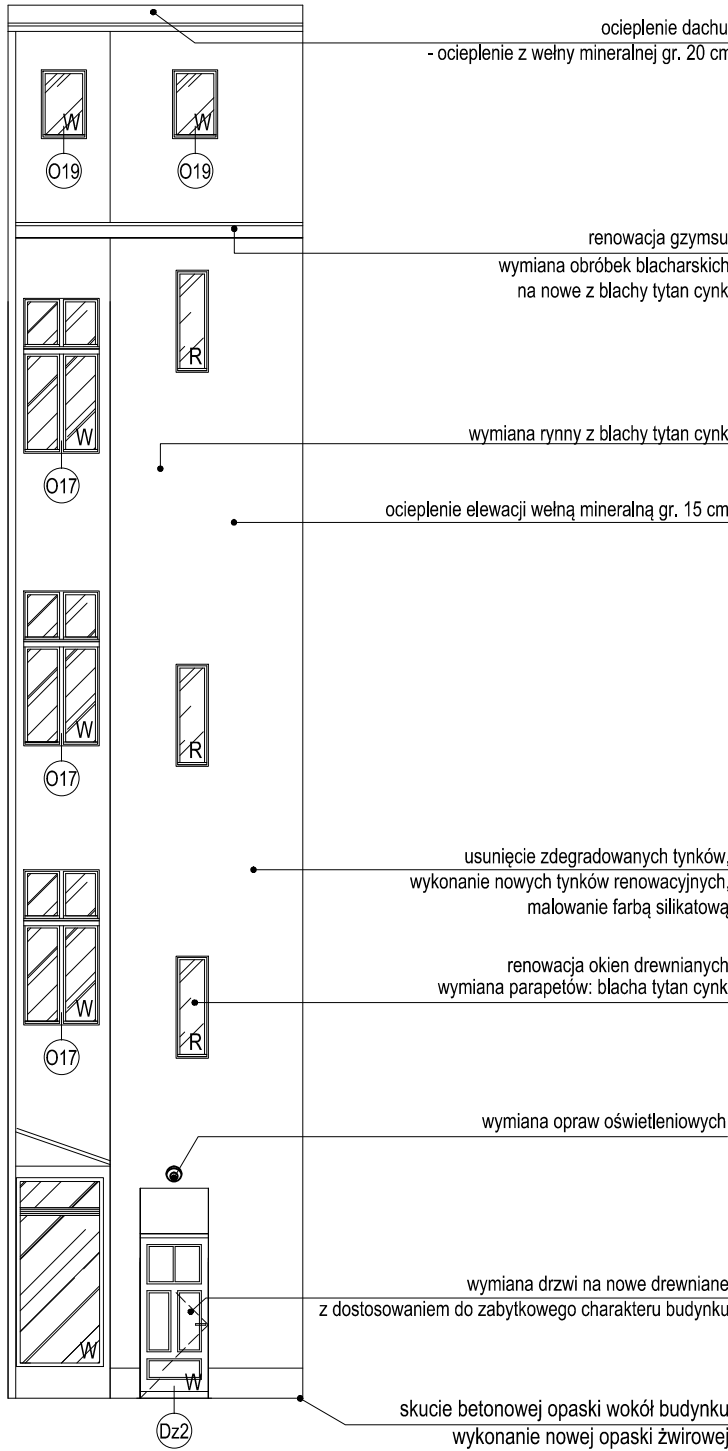 ocieplenie dachu
- ocieplenie z wełny mineralnej gr. 20 cm
W
W
O19
O19
renowacja gzymsu
wymiana obróbek blacharskich
na nowe z blachy tytan cynk
R
W
wymiana rynny z blachy tytan cynk
O17
ocieplenie elewacji wełną mineralną gr. 15 cm
W
R
O17
usunięcie zdegradowanych tynków,
wykonanie nowych tynków renowacyjnych,
malowanie farbą silikatową
renowacja okien drewnianych
wymiana parapetów: blacha tytan cynk
W
R
O17
wymiana opraw oświetleniowych
wymiana drzwi na nowe drewniane
z dostosowaniem do zabytkowego charakteru budynku
W
W
skucie betonowej opaski wokół budynku
Dz2
wykonanie nowej opaski żwirowej